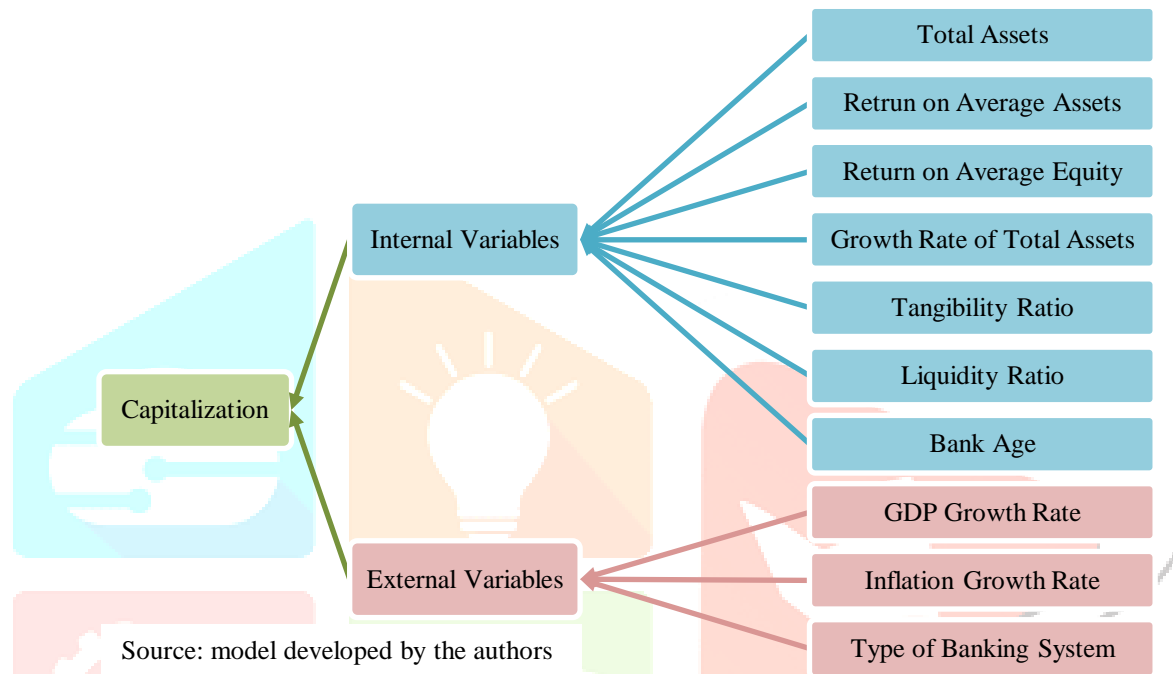 Total Assets
Retrun on Average Assets
Return on Average Equity
Internal Variables
Growth Rate of Total Assets
Tangibility Ratio
Liquidity Ratio
Capitalization
Bank Age
GDP Growth Rate
External Variables
Inflation Growth Rate
Type of Banking System
Source: model developed by the authors